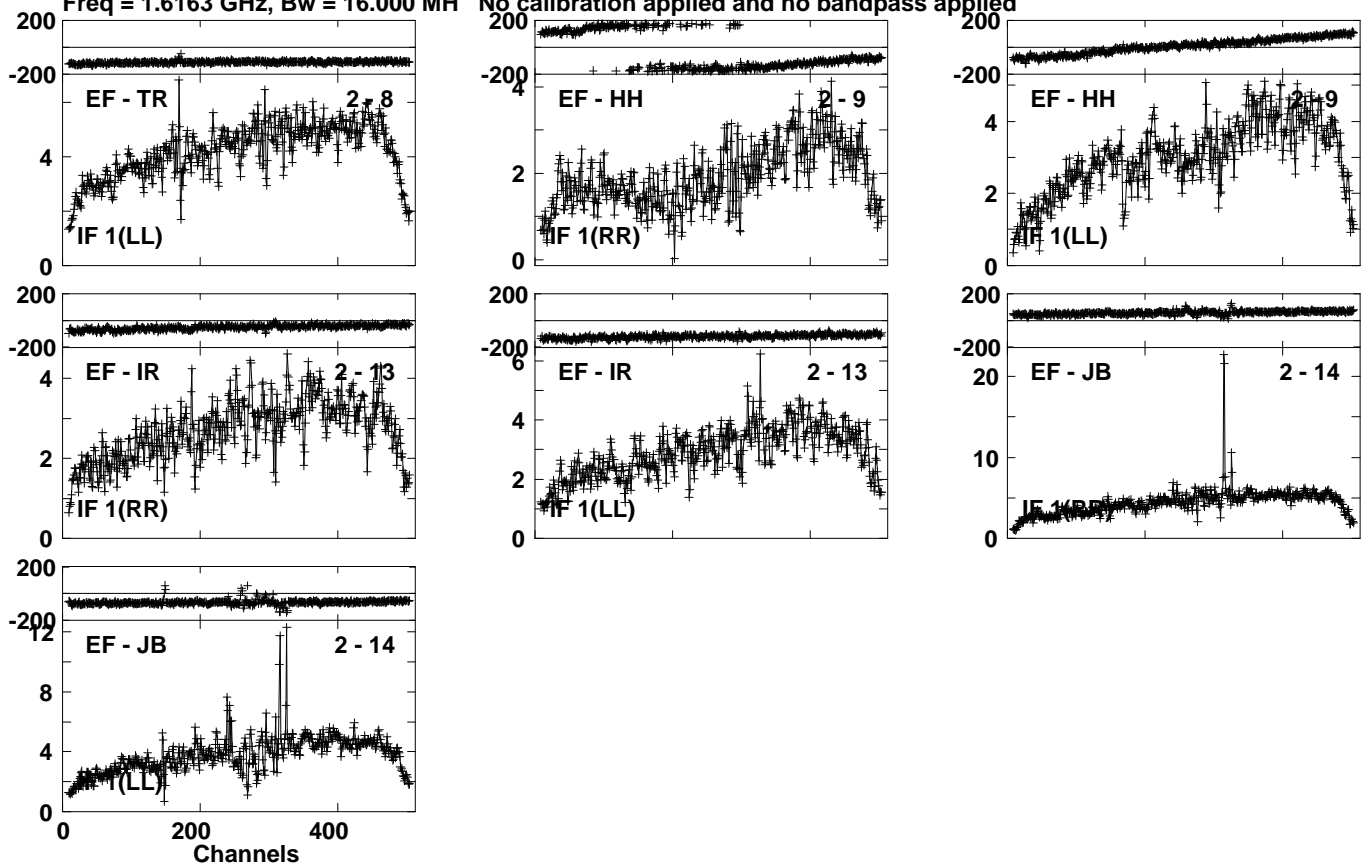 Freq = 1.6163 GHz, Bw = 16.000 MH No calibration applied and no bandpass applied
200
-200
EF - TR 2 - 8
4
0
IF 1(LL)
200
-200
4
EF - HH 2 - 9
2
0
IF 1(RR)
200
-200
EF - HH 2 - 9
4
2
0
IF 1(LL)
200
-200
EF - IR 2 - 13
4
2
0
IF 1(RR)
-200
6
EF - IR 2 - 13
4
2
0
IF 1(LL)
200
-200
EF - JB 2 - 14
20
10
0
IF 1(RR)
200
-200
12
EF - JB 2 - 14
8
4
0
IF 1(LL)
0 200 400
Channels